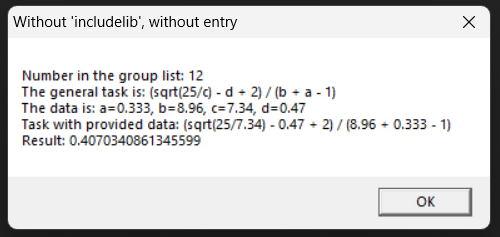 Without 'includelib', without entry
Number in the group list: 12
The general task is: (sqrt(25/c) - d + 2) / (b + a - 1)
The data is: a=0.333, b=8.96, c=7.34, d=0.47
Task with provided data: (sqrt(25/7.34) - 0.47 + 2) / (8.96 + 0.333 - 1)
Result: 0.4070340861345599
OK